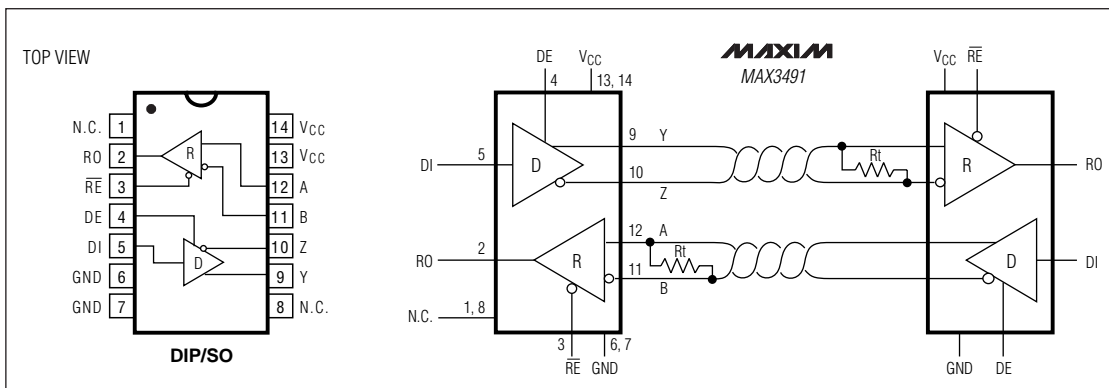 TOP VIEW
N.C. 1
RO 2
RE 3
DE 4
DI 5
GND 6
GND 7
14 VCC
13 VCC
12 A
11 B
10 Z
9 Y
8 N.C.
R
D
DIP/SO
MAXIM
MAX3491
DE
4
VCC
13, 14
DI
5
D
9 Y
10
Z
Rt
RO
2
R
12 A
11
B
Rt
N.C.
1, 8
3
RE
GND
6, 7
VCC
RE
R
RO
D
DI
GND
DE